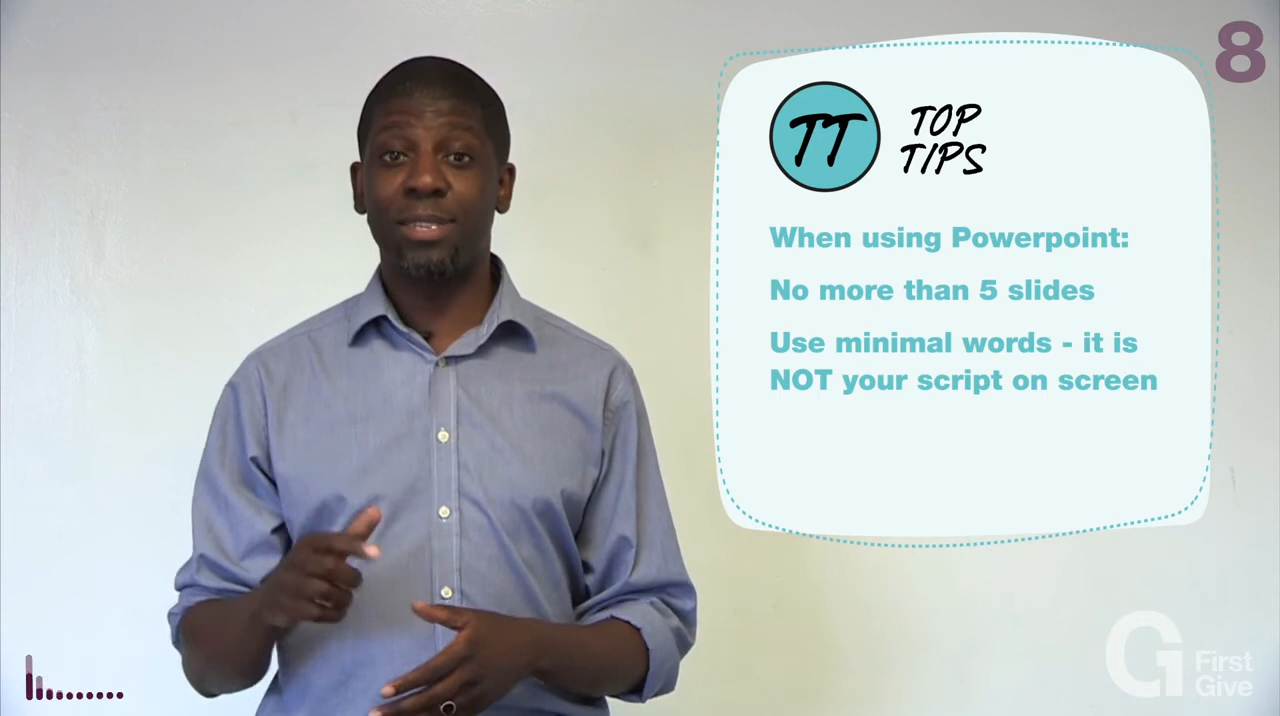 8
TT
TOP
TIPS
When using Powerpoint:
No more than 5 slides
Use minimal words - it is
NOT your script on screen
G
First
Give